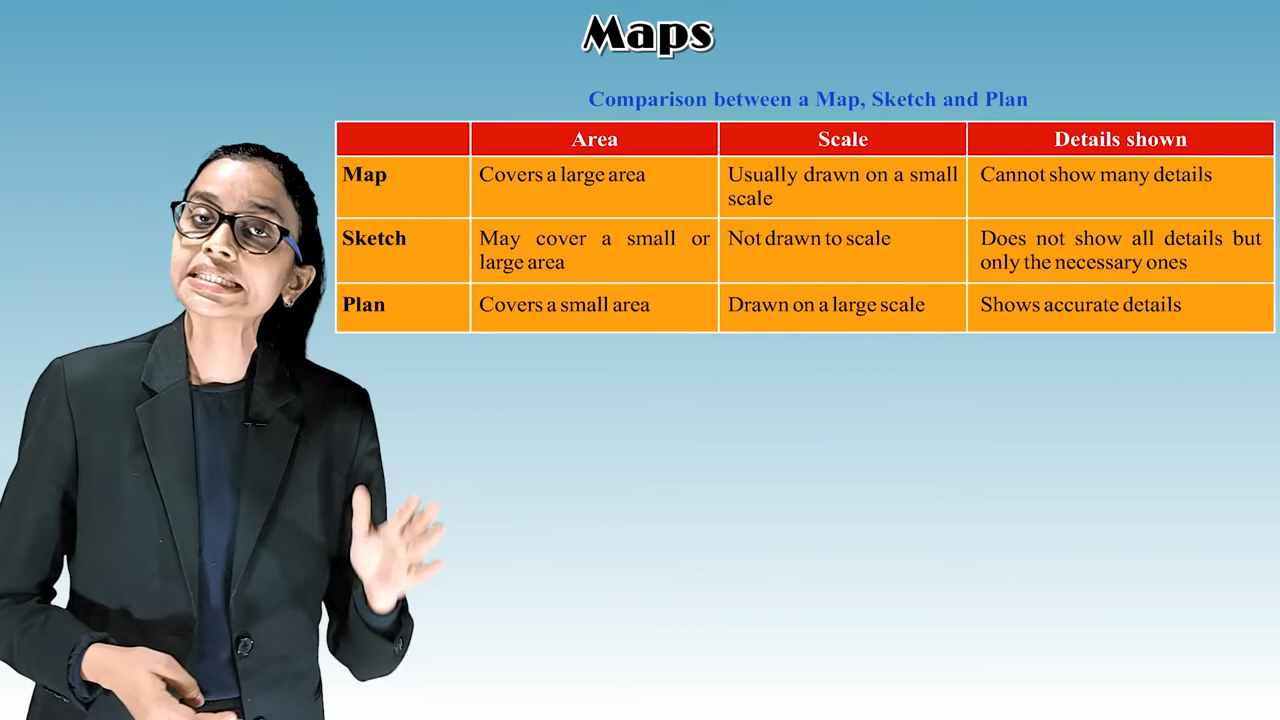 Maps
Comparison between a Map, Sketch and Plan
Area Scale Details shown
Map Covers a large area Usually drawn on a small Cannot show many details
scale
Sketch May cover a small or Not drawn to scale Does not show all details but
large area only the necessary ones
Plan Covers a small area Drawn on a large scale Shows accurate details